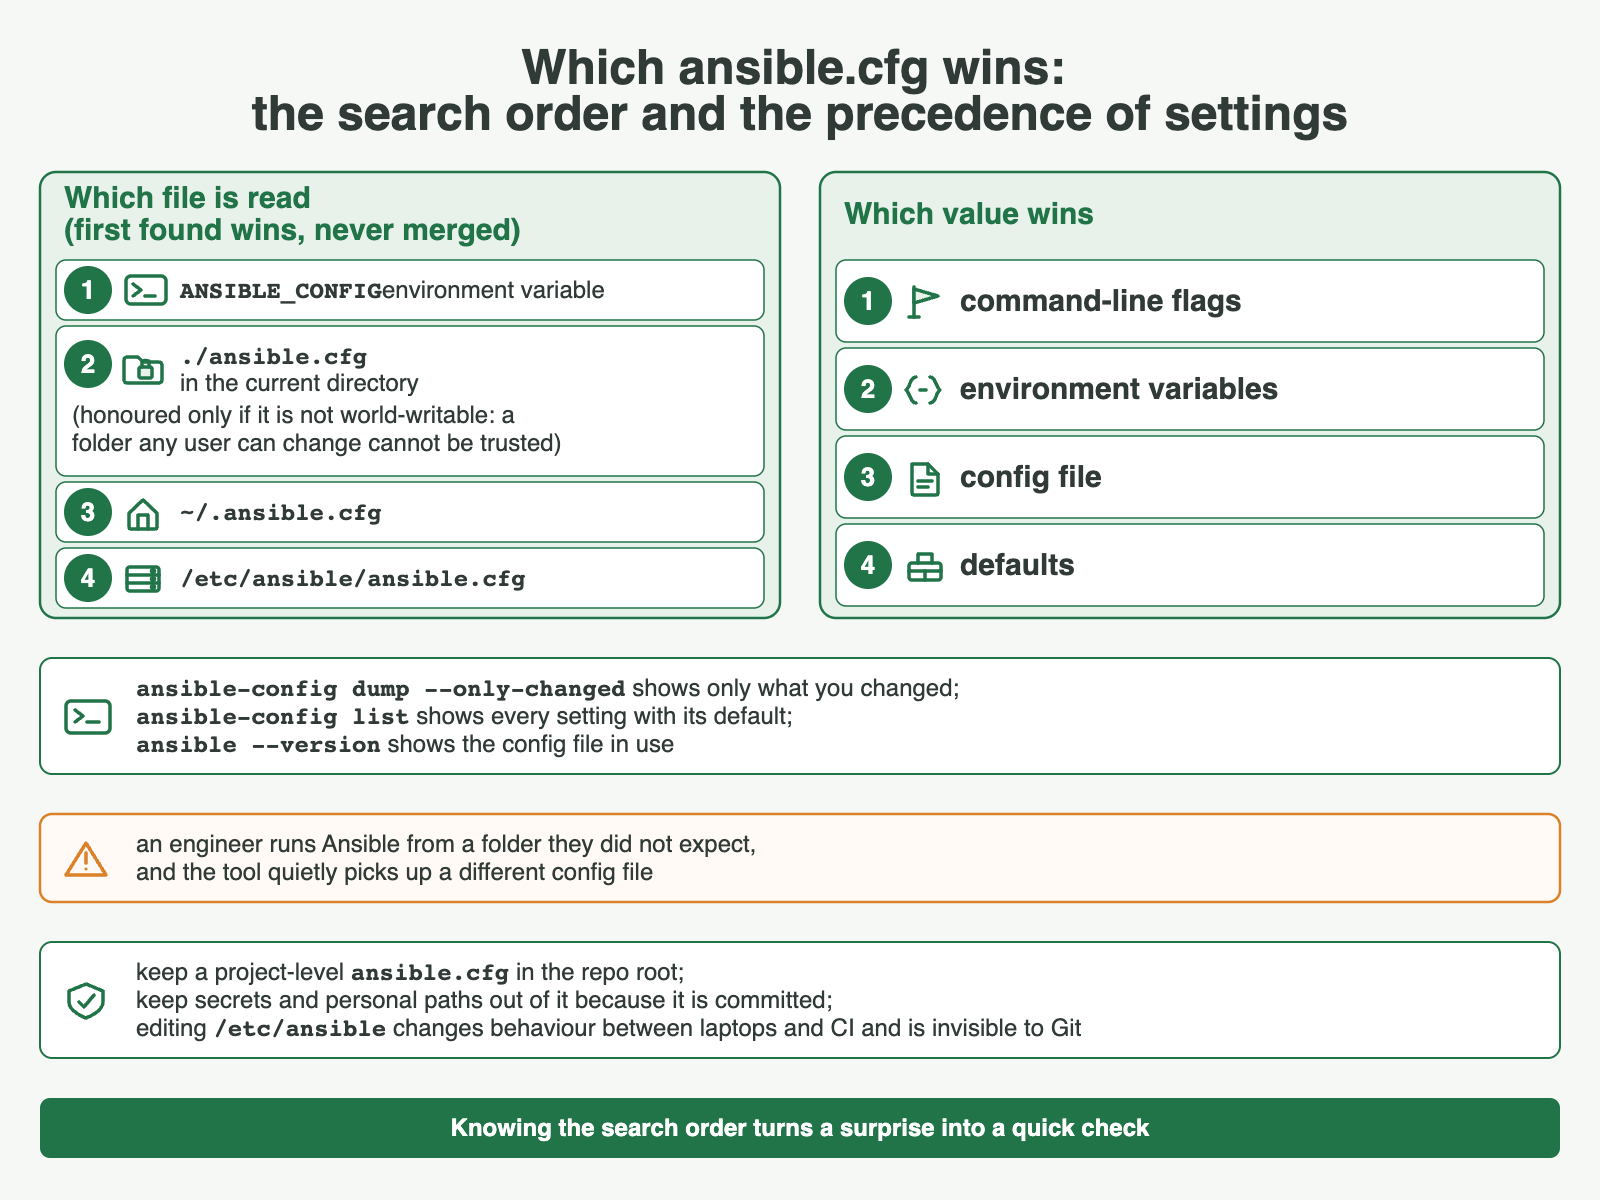 Which ansible.cfg wins:
the search order and the precedence of settings
Which file is read
(first found wins, never merged)
1 ANSIBLE_CONFIGenvironment variable
2 ./ansible.cfg
in the current directory
(honoured only if it is not world-writable: a
folder any user can change cannot be trusted)
3 ~/.ansible.cfg
4 /etc/ansible/ansible.cfg
Which value wins
1 command-line flags
2 environment variables
3 config file
4 defaults
ansible-config dump --only-changed shows only what you changed;
ansible-config list shows every setting with its default;
ansible --version shows the config file in use
an engineer runs Ansible from a folder they did not expect,
and the tool quietly picks up a different config file
keep a project-level ansible.cfg in the repo root;
keep secrets and personal paths out of it because it is committed;
editing /etc/ansible changes behaviour between laptops and CI and is invisible to Git
Knowing the search order turns a surprise into a quick check